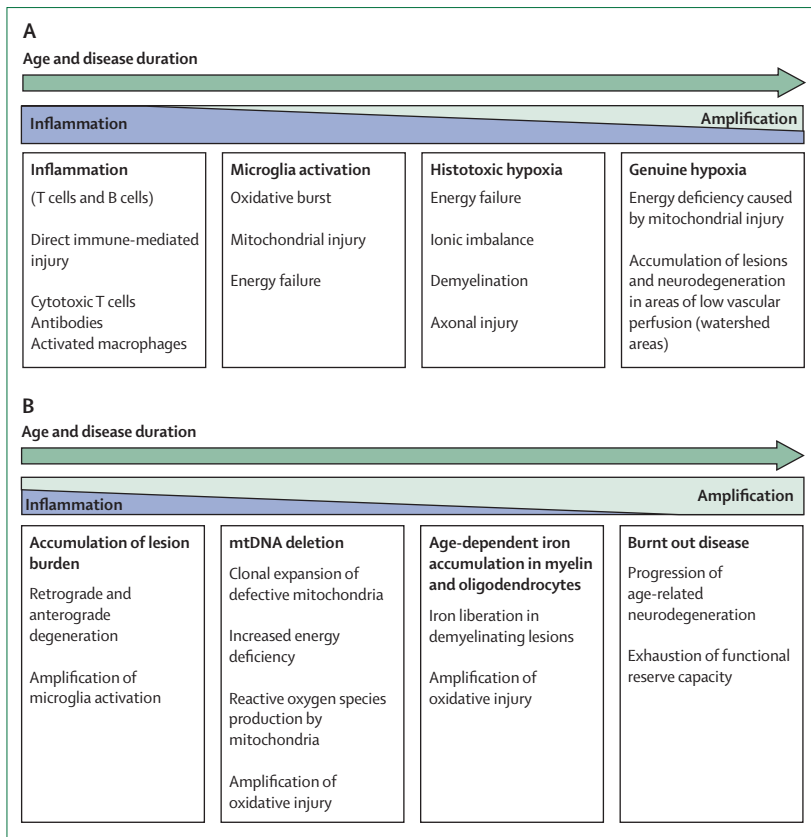 A
Age and disease duration
Inflammation
Amplification
Inflammation
(T cells and B cells)
Direct immune-mediated
injury
Cytotoxic T cells
Antibodies
Activated macrophages
Microglia activation
Oxidative burst
Mitochondrial injury
Energy failure
Histotoxic hypoxia
Energy failure
Ionic imbalance
Demyelination
Axonal injury
Genuine hypoxia
Energy deficiency caused
by mitochondrial injury
Accumulation of lesions
and neurodegeneration
in areas of low vascular
perfusion (watershed
areas)
B
Age and disease duration
Inflammation
Amplification
Accumulation of lesion
burden
Retrograde and
anterograde
degeneration
Amplification of
microglia activation
mtDNA deletion
Clonal expansion of
defective mitochondria
Increased energy
deficiency
Reactive oxygen species
production by
mitochondria
Amplification of
oxidative injury
Age-dependent iron
accumulation in myelin
and oligodendrocytes
Iron liberation in
demyelinating lesions
Amplification of
oxidative injury
Burnt out disease
Progression of
age-related
neurodegeneration
Exhaustion of functional
reserve capacity